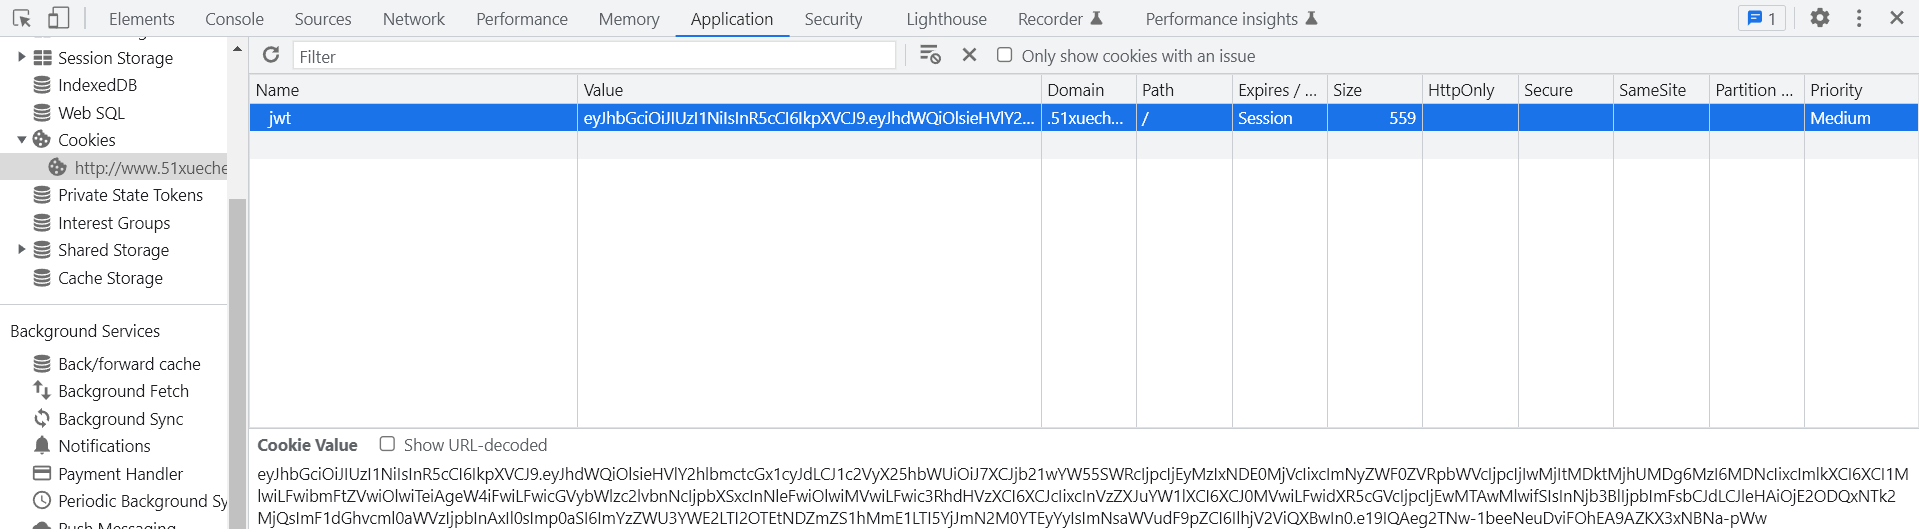 Elements Console Sources Network Performance Memory Application Security Lighthouse Recorder Performance insights 1
Session Storage
IndexedDB
Web SQL
Cookies
http://www.51xueche
Private State Tokens
Interest Groups
Shared Storage
Cache Storage
Background Services
Back/forward cache
Background Fetch
Background Sync
Notifications
Payment Handler
Periodic Background Sy
Push Messaging
Filter Only show cookies with an issue
Name Value Domain Path Expires / ... Size HttpOnly Secure SameSite Partition ... Priority
jwt eyJhbGciOiJIUzI1NiIsInR5cCI6IkpXVCJ9.eyJhdWQiOlsieHVlY2... .51xuech... / Session 559 Medium
Cookie Value Show URL-decoded
eyJhbGciOiJIUzI1NiIsInR5cCI6IkpXVCJ9.eyJhdWQiOlsieHVlY2hlbmctcGx1cyJdLCJ1c2VyX25hbWUiOiJ7XCJjb21wYW55SWRcIjpcIjEyMzIxNDE0MjVcIixcImNyZWF0ZVRpbWVcIjpcIjIwMjItMDktMjhUMDg6MzI6MDNcIixcImlkXCI6XCI1M
lwiLFwibmFtZVwiOlwiTeiAgeW4iFwiLFwicGVybWlzc2lvbnNcIjpbXSxcInNleFwiOlwiMVwiLFwic3RhdHVzXCI6XCJcIixcInVzZXJuYW1lXCI6XCJ0MVwiLFwidXR5cGVcIjpcIjEwMTAwMlwifSIsInNjb3BlIjpbImFsbCJdLCJleHAiOjE2ODQxNTk2
MjQsImF1dGhvcml0aWVzIjpbInAxIl0sImp0aSI6ImYzZWU3YWE2LTI2OTEtNDZmZS1hMmE1LTI5YjJmN2M0YTEyYyIsImNsaWVudF9pZCI6IlhjV2ViQXBwIn0.e19IQAeg2TNw-1beeNeuDviFOhEA9AZKX3xNBNa-pWw